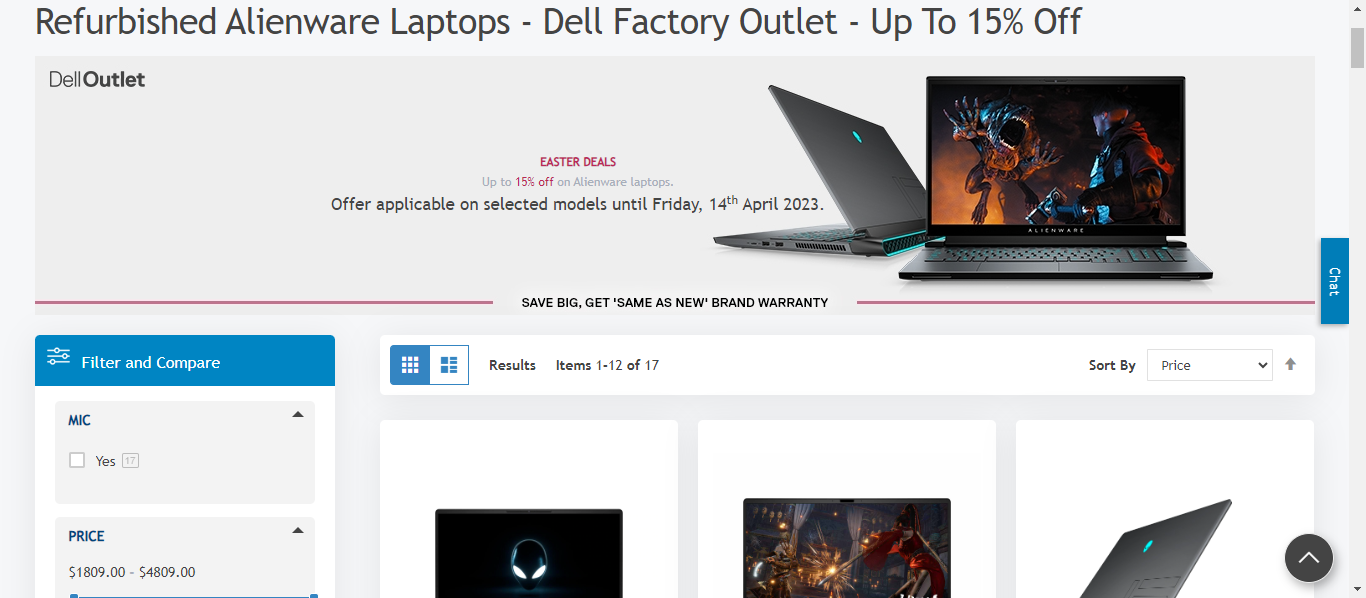 Refurbished Alienware Laptops - Dell Factory Outlet - Up To 15% Off
DellOutlet
EASTER DEALS
Up to 15% off on Alienware laptops.
Offer applicable on selected models until Friday, 14th April 2023.
ALIENWARE
SAVE BIG, GET 'SAME AS NEW' BRAND WARRANTY
Chat
Filter and Compare
Results Items 1-12 of 17
Sort By Price
MIC
Yes 17
PRICE
$1809.00 - $4809.00